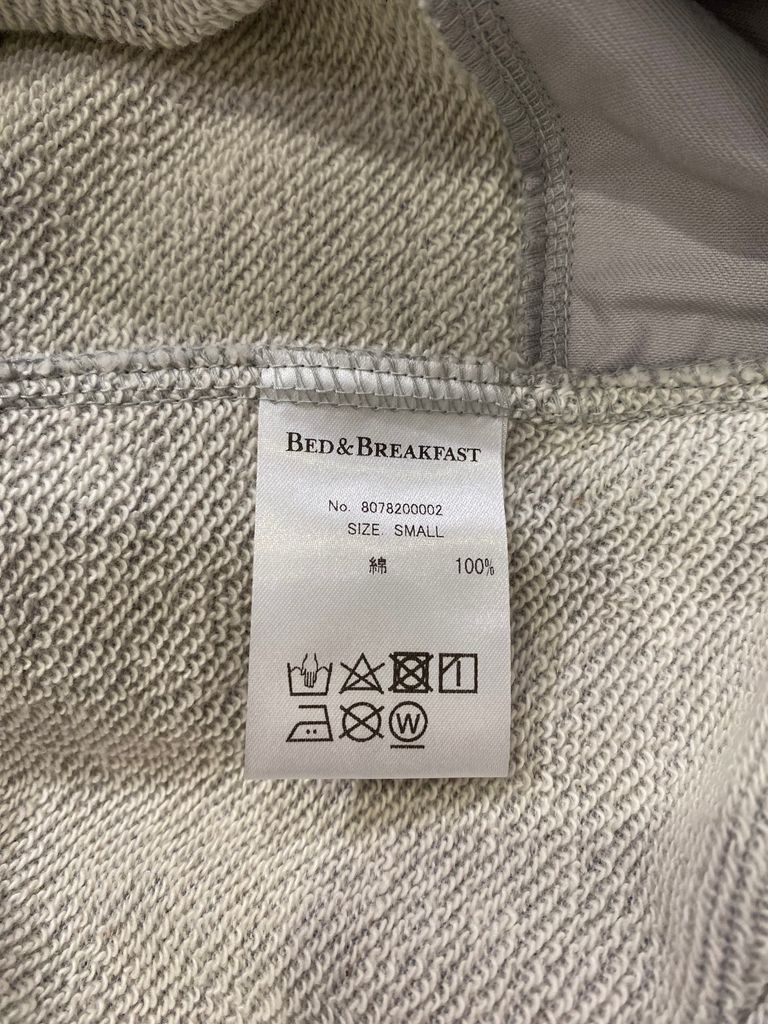 BED&BREAKFAST
No. 8078200002
SIZE. SMALL
綿 100%
W